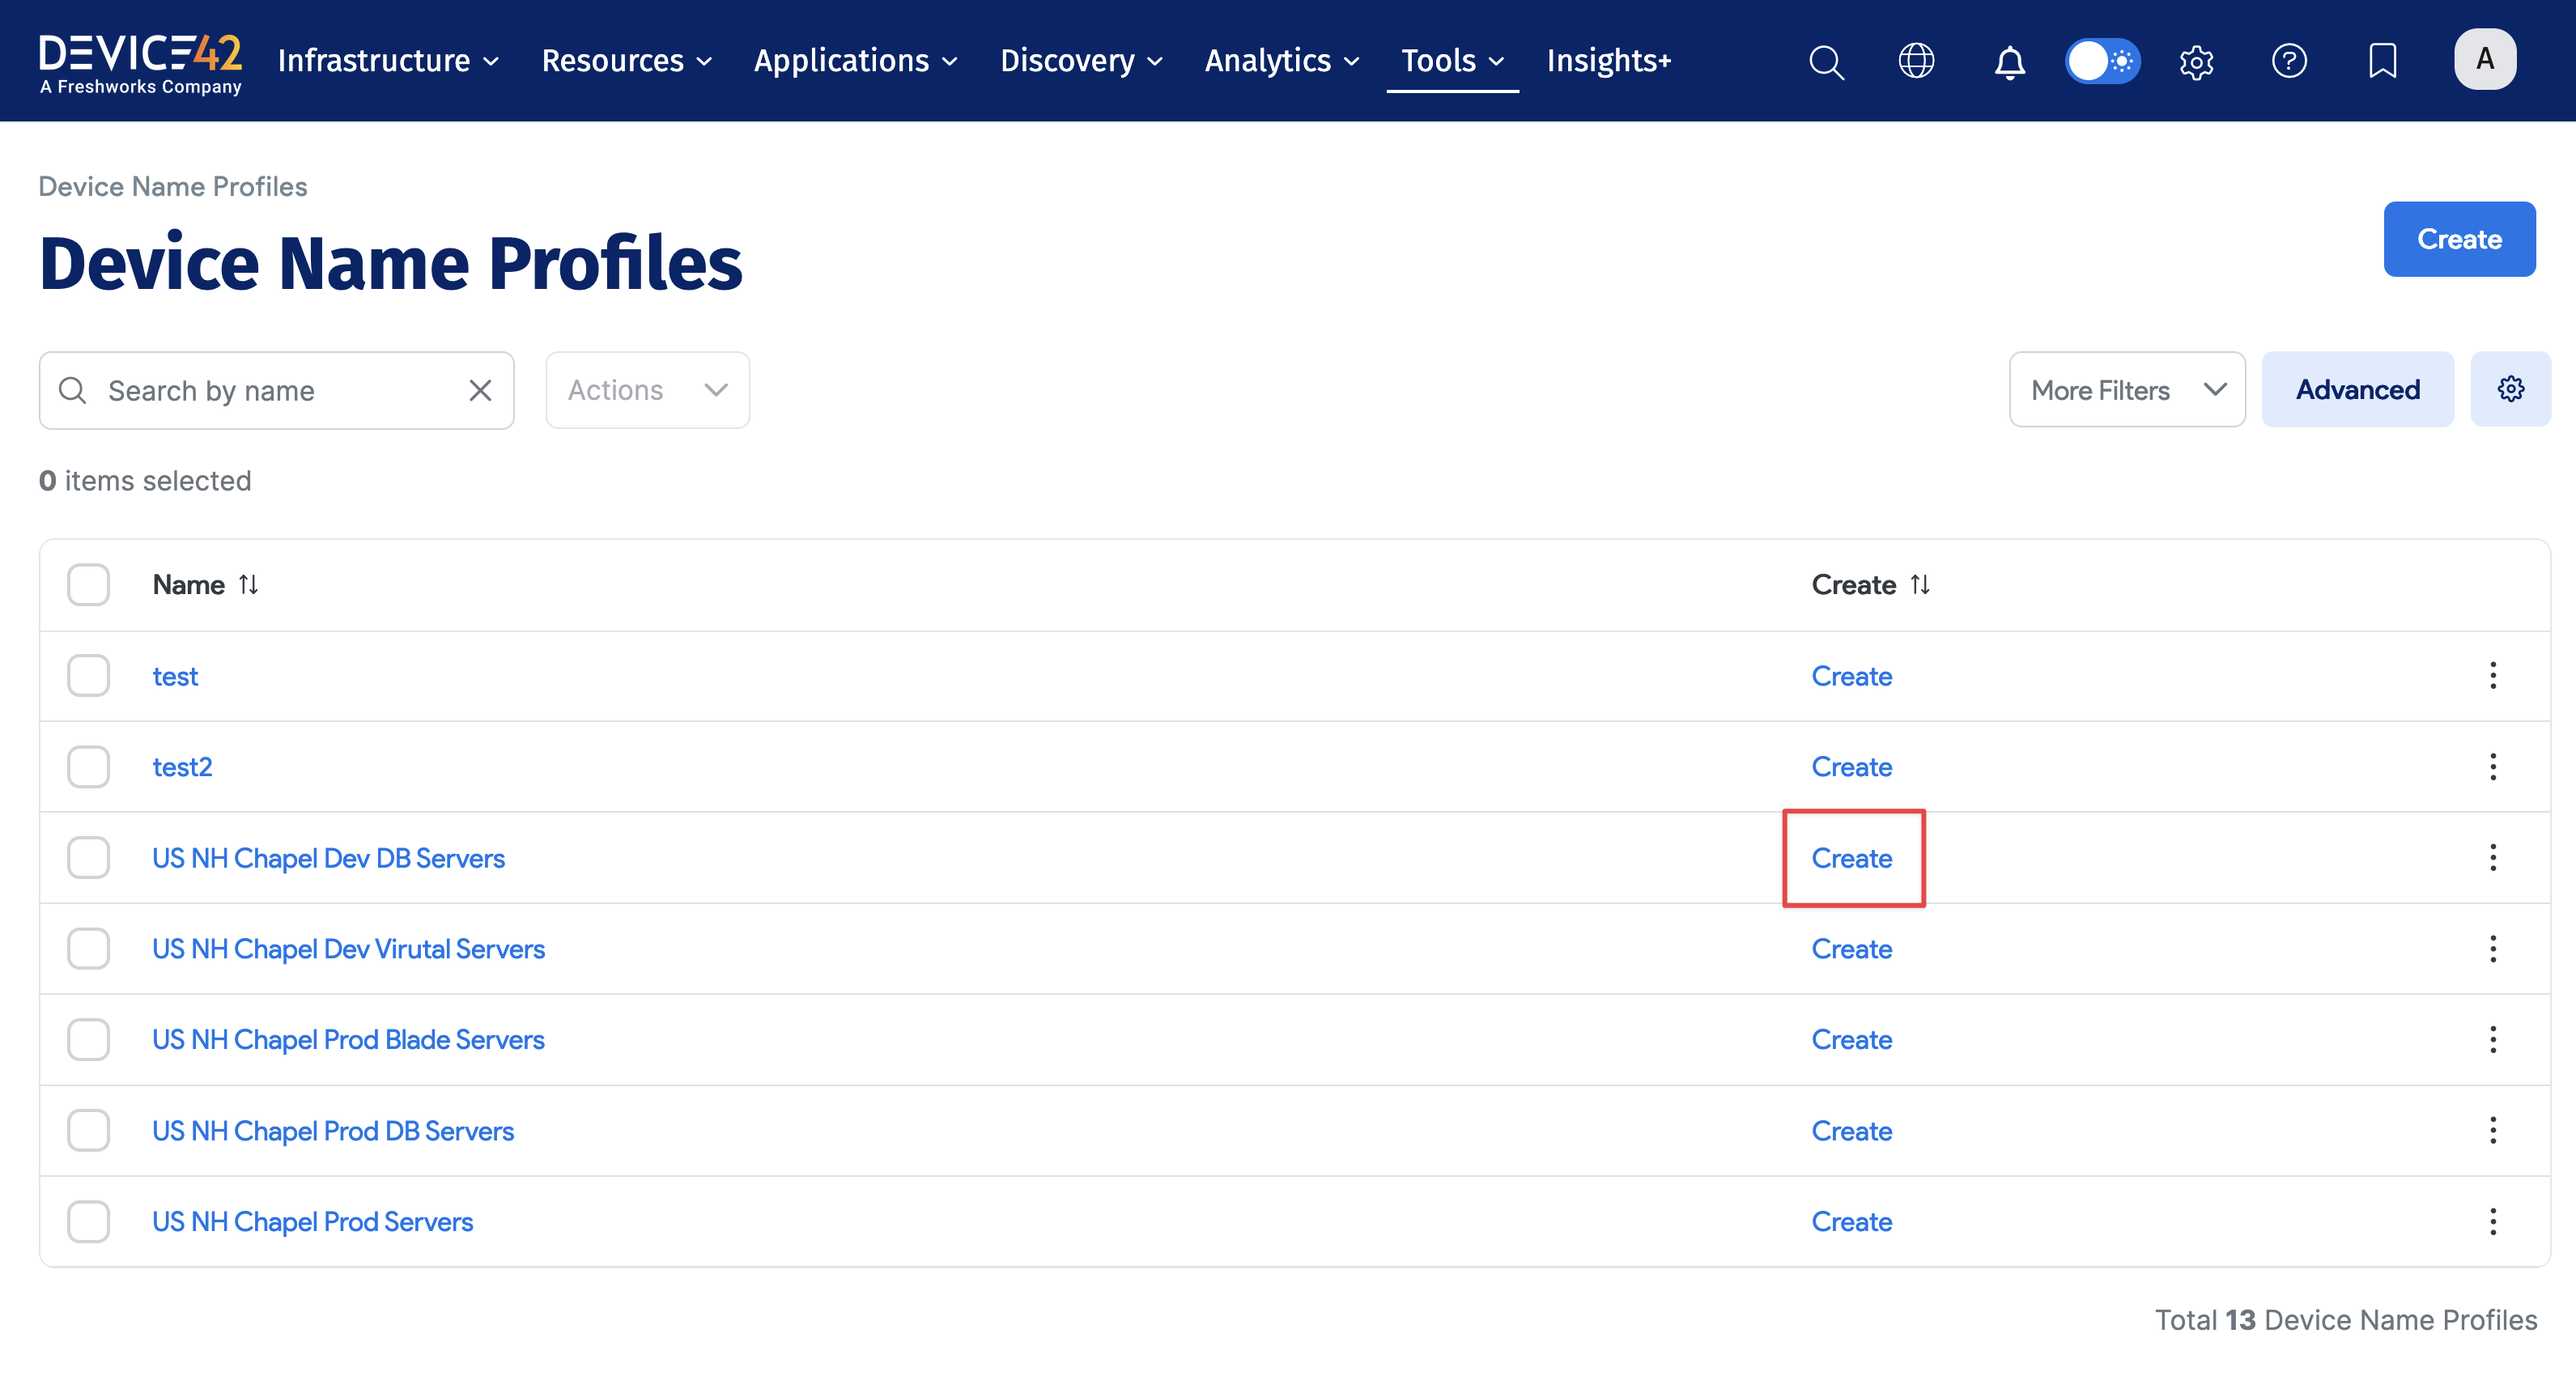 DEVICE42
A Freshworks Company
Infrastructure Resources Applications Discovery Analytics Tools Insights+ A
Device Name Profiles
Device Name Profiles
Create
Search by name Actions More Filters Advanced
0 items selected
Name Create
test Create
test2 Create
US NH Chapel Dev DB Servers Create
US NH Chapel Dev Virutal Servers Create
US NH Chapel Prod Blade Servers Create
US NH Chapel Prod DB Servers Create
US NH Chapel Prod Servers Create
Total 13 Device Name Profiles